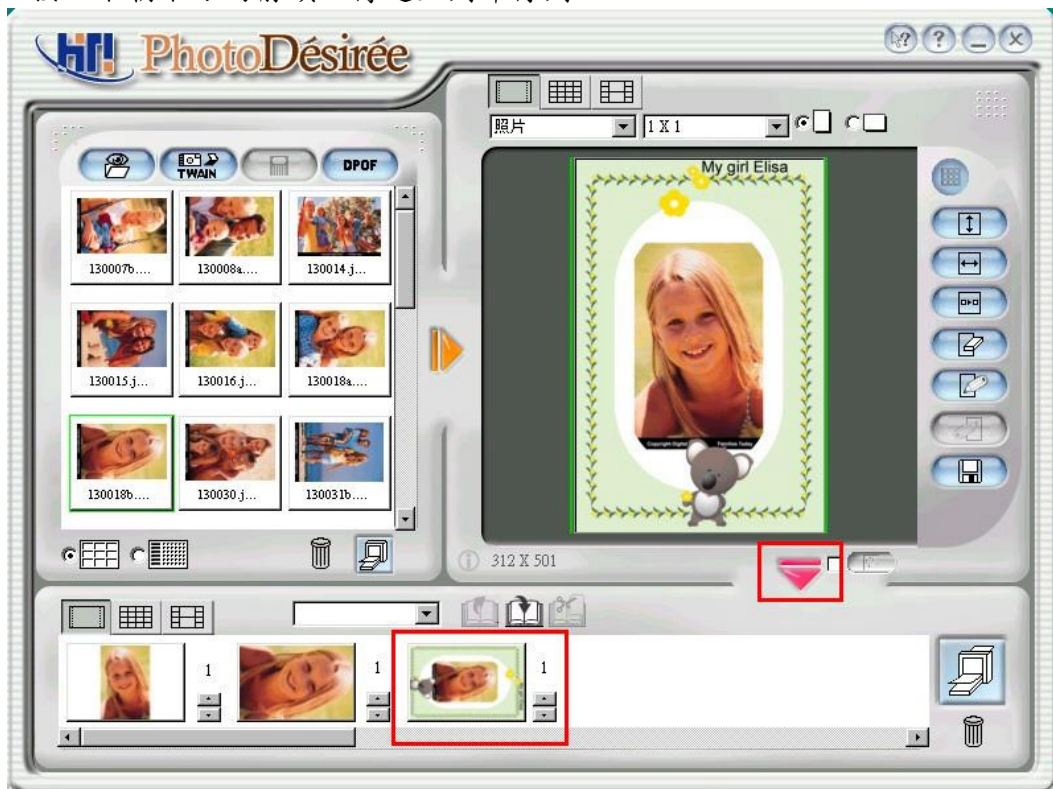 HiTi PhotoDésirée
照片
1 X 1
TWAIN
DPOF
My girl Elisa
130007b....
130008a....
130014.j...
130015.j...
130016.j...
130018a....
130018b....
130030.j...
130031b....
312 X 501
1
1
1